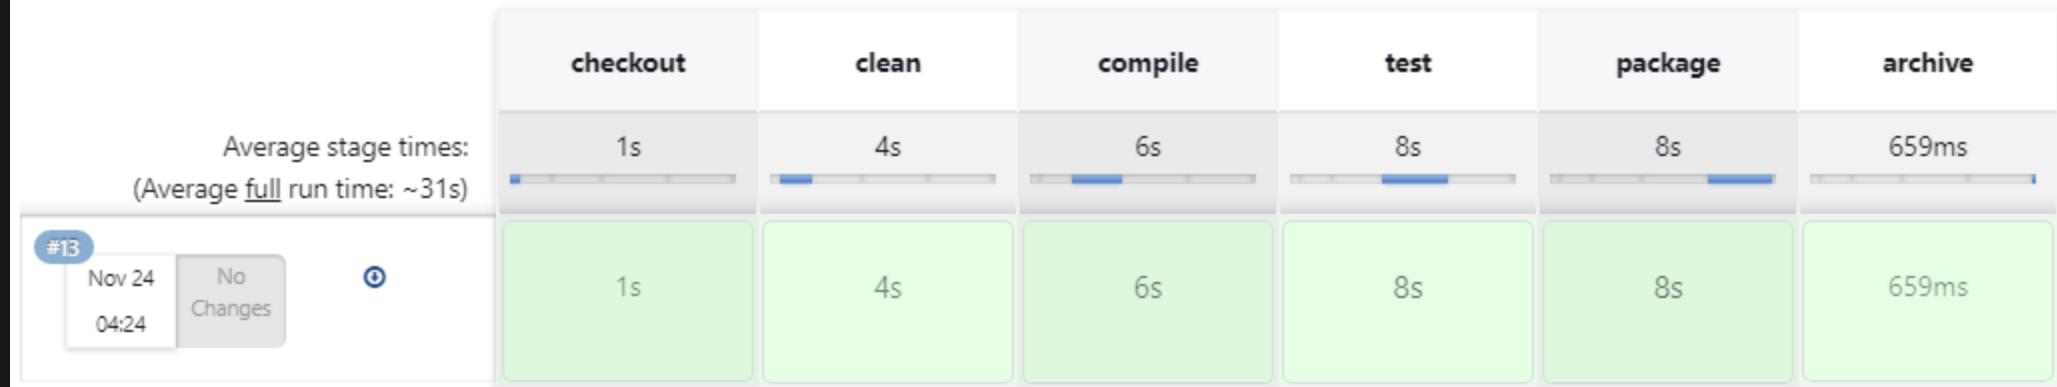 checkout clean compile test package archive
Average stage times: 1s 4s 6s 8s 8s 659ms
(Average full run time: ~31s)
#13
Nov 24 No
Changes
04:24
1s 4s 6s 8s 8s 659ms